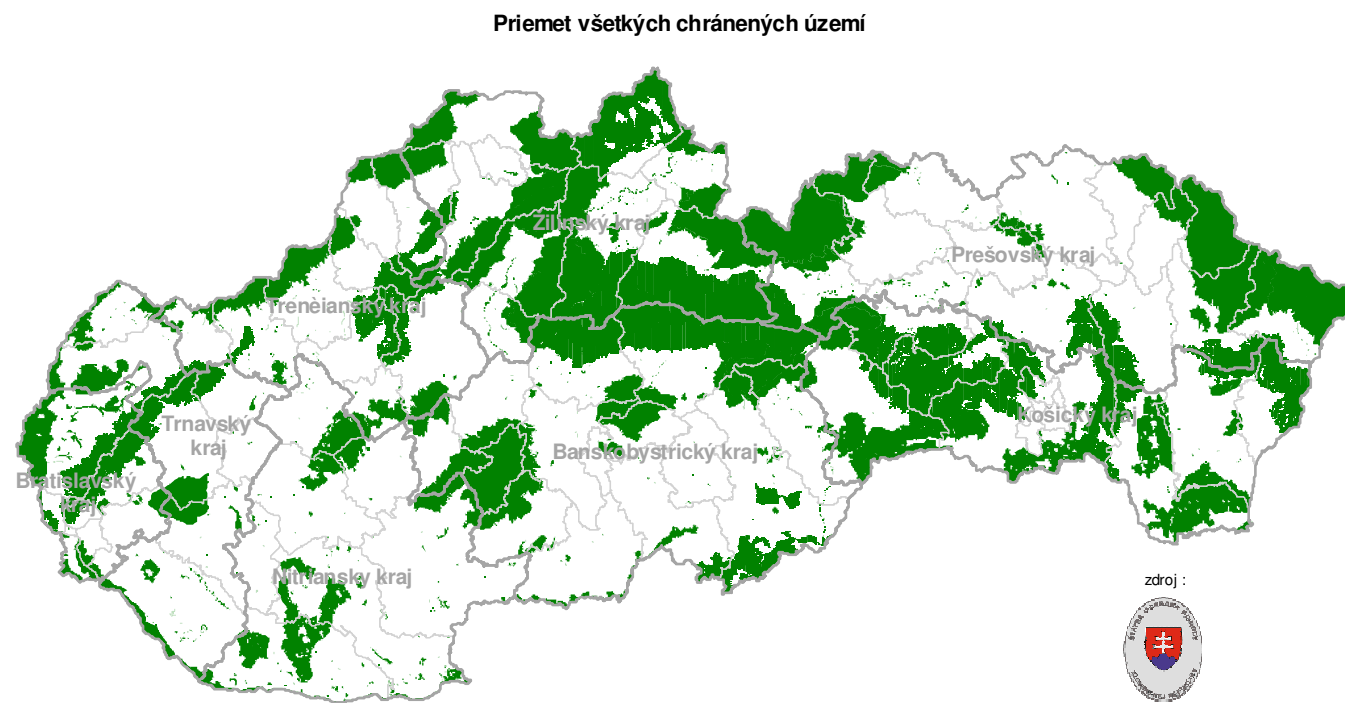 Priemet všetkých chránených území
Žilinský kraj
Prešovský kraj
Trenèianský kraj
Trnavský
kraj
Košický kraj
Banskobystrický kraj
Bratislavský
kraj
Nitriansky kraj
zdroj :